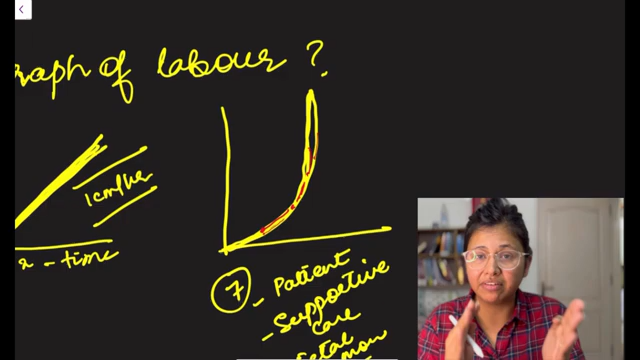 raph of labour ?
1cm/hr
x - time
7 - Patient
- Supportive
care